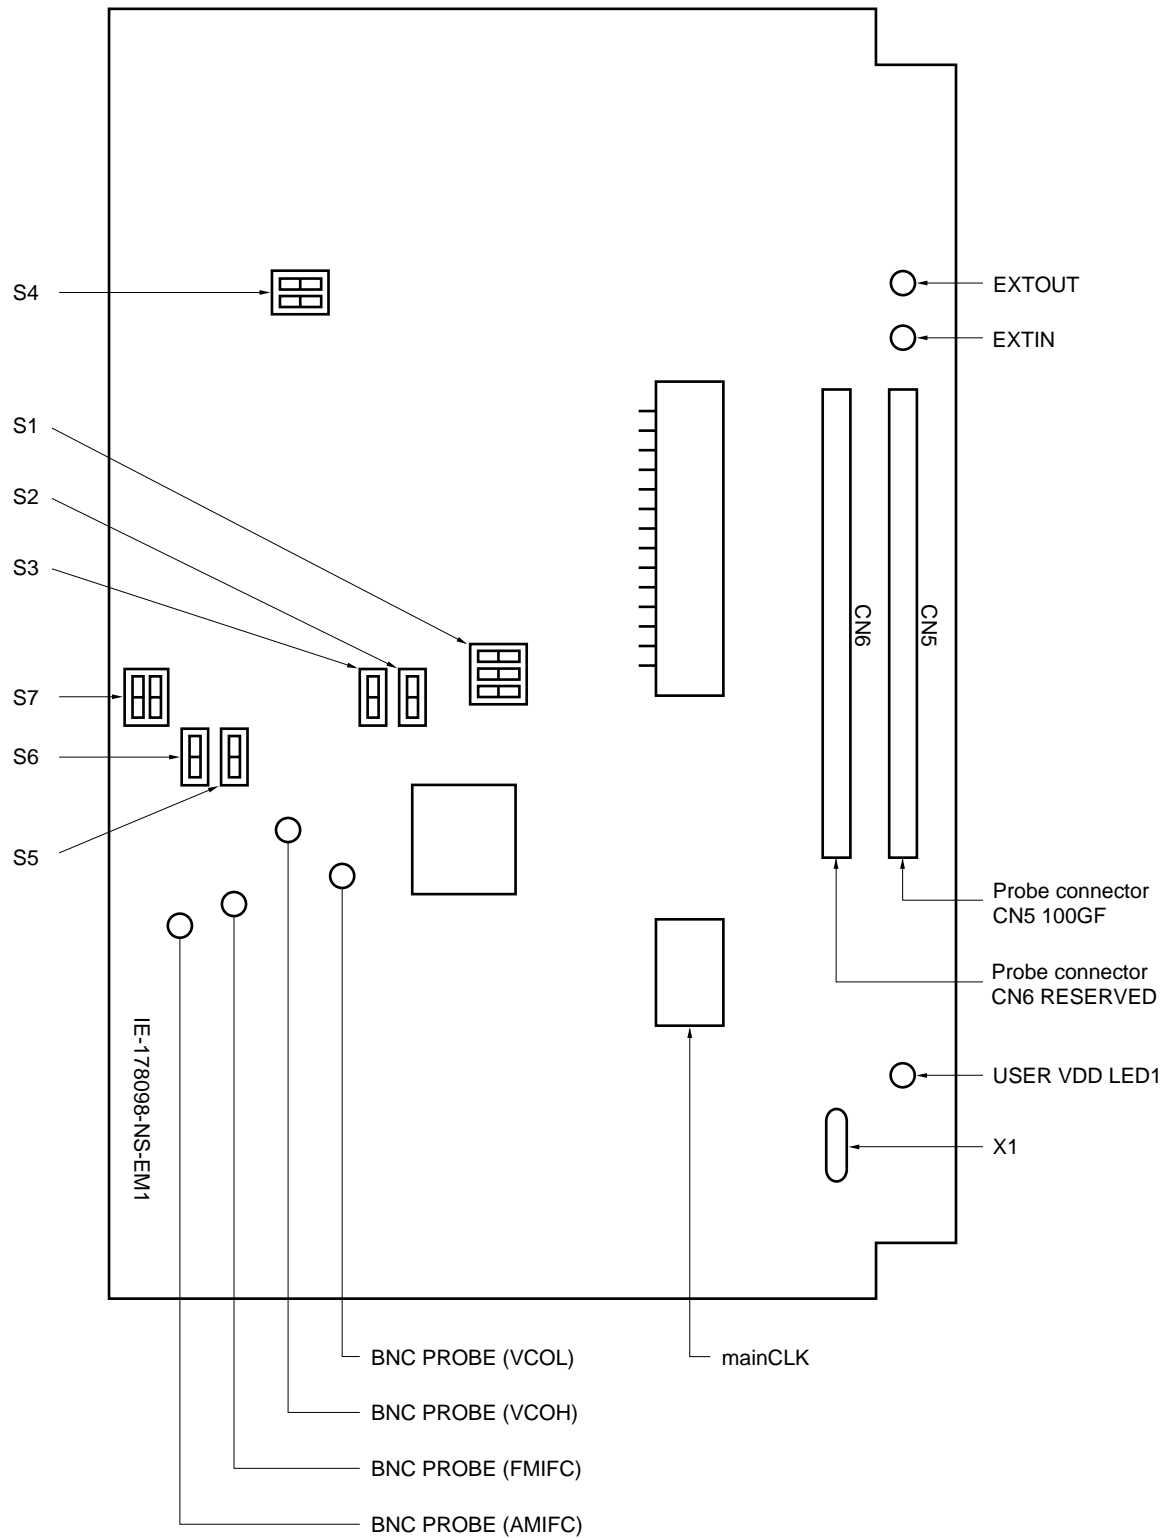 S4
S1
S2
S3
S7
S6
S5
EXTOUT
EXTIN
CN6
CN5
Probe connector
CN5 100GF
Probe connector
CN6 RESERVED
USER VDD LED1
X1
IE-178098-NS-EM1
BNC PROBE (VCOL)
mainCLK
BNC PROBE (VCOH)
BNC PROBE (FMIFC)
BNC PROBE (AMIFC)